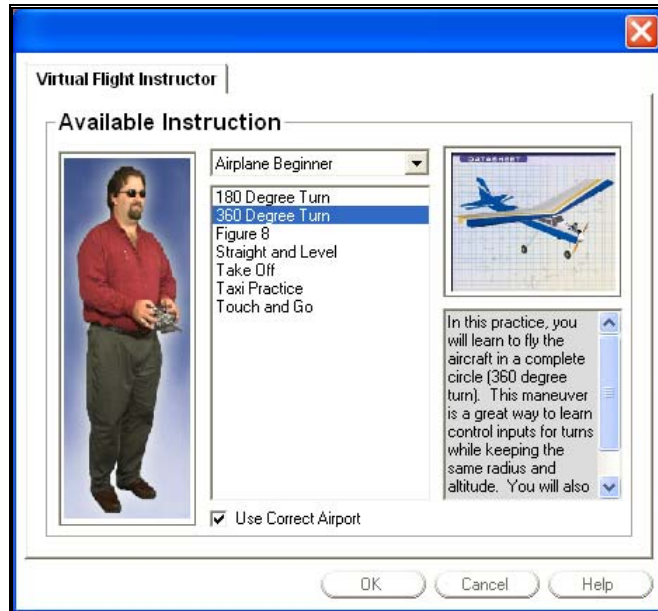 Virtual Flight Instructor
Available Instruction
Airplane Beginner
180 Degree Turn
360 Degree Turn
Figure 8
Straight and Level
Take Off
Taxi Practice
Touch and Go
Use Correct Airport
DATASHEET
In this practice, you
will learn to fly the
aircraft in a complete
circle (360 degree
turn).  This maneuver
is a great way to learn
control inputs for turns
while keeping the
same radius and
altitude.  You will also
OK
Cancel
Help